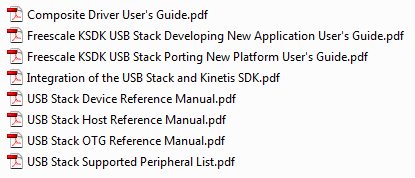 Composite Driver User's Guide.pdf
Freescale KSDK USB Stack Developing New Application User's Guide.pdf
Freescale KSDK USB Stack Porting New Platform User's Guide.pdf
Integration of the USB Stack and Kinetis SDK.pdf
USB Stack Device Reference Manual.pdf
USB Stack Host Reference Manual.pdf
USB Stack OTG Reference Manual.pdf
USB Stack Supported Peripheral List.pdf